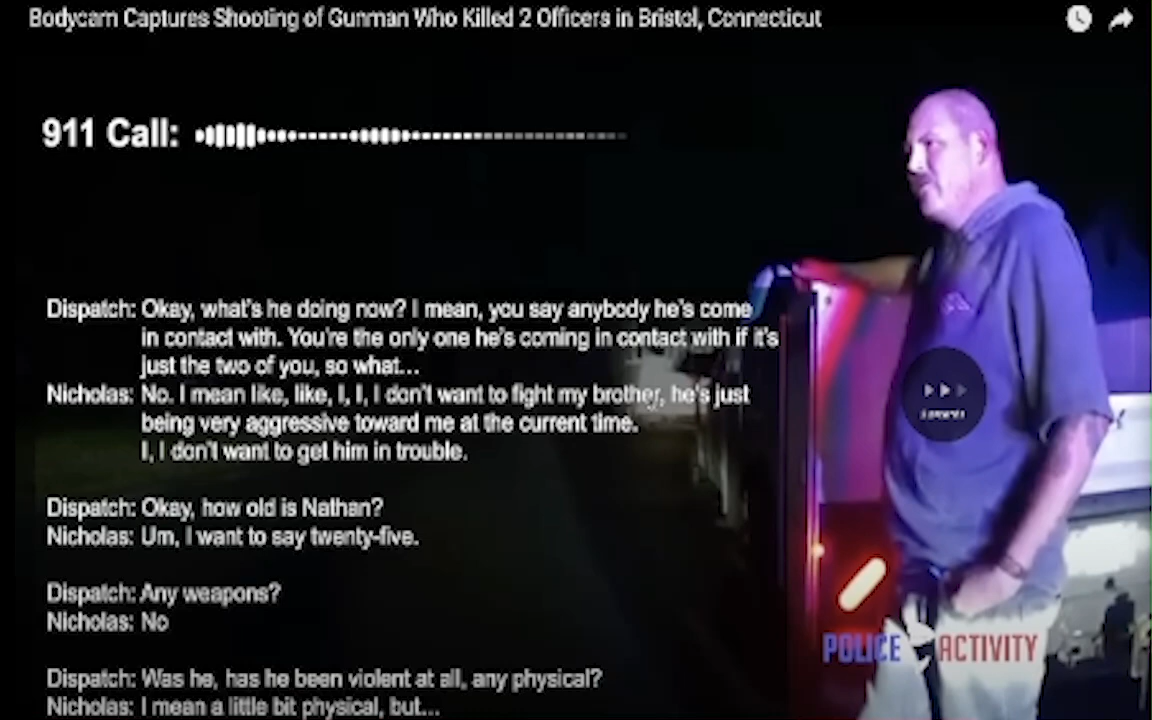 Bodycam Captures Shooting of Gunman Who Killed 2 Officers in Bristol, Connecticut
911 Call:
Dispatch: Okay, what's he doing now? I mean, you say anybody he's come
in contact with. You're the only one he's coming in contact with if it's
just the two of you, so what...
Nicholas: No. I mean like, like, I, I, I don't want to fight my brother, he's just
being very aggressive toward me at the current time.
I, I don't want to get him in trouble.
Dispatch: Okay, how old is Nathan?
Nicholas: Um, I want to say twenty-five.
Dispatch: Any weapons?
Nicholas: No
Dispatch: Was he, has he been violent at all, any physical?
Nicholas: I mean a little bit physical, but...
POLICE ACTIVITY